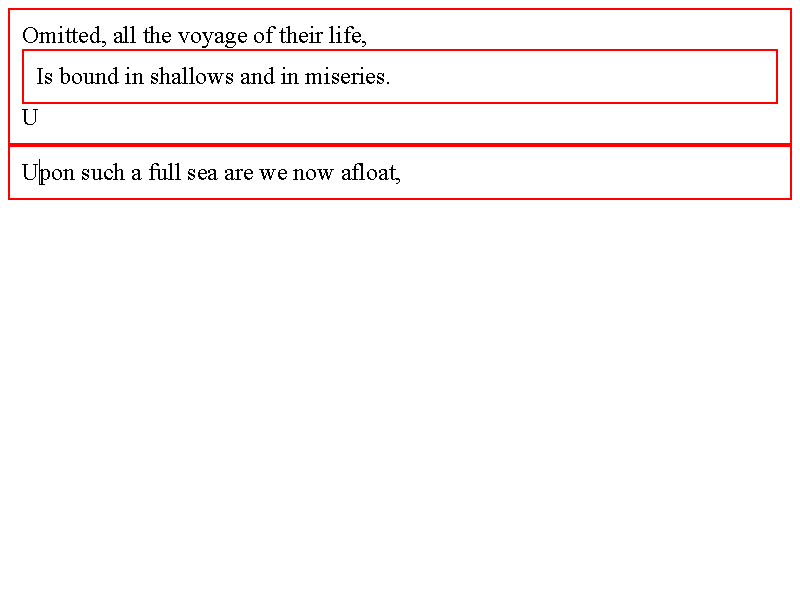 Omitted, all the voyage of their life,
Is bound in shallows and in miseries.
U
Upon such a full sea are we now afloat,